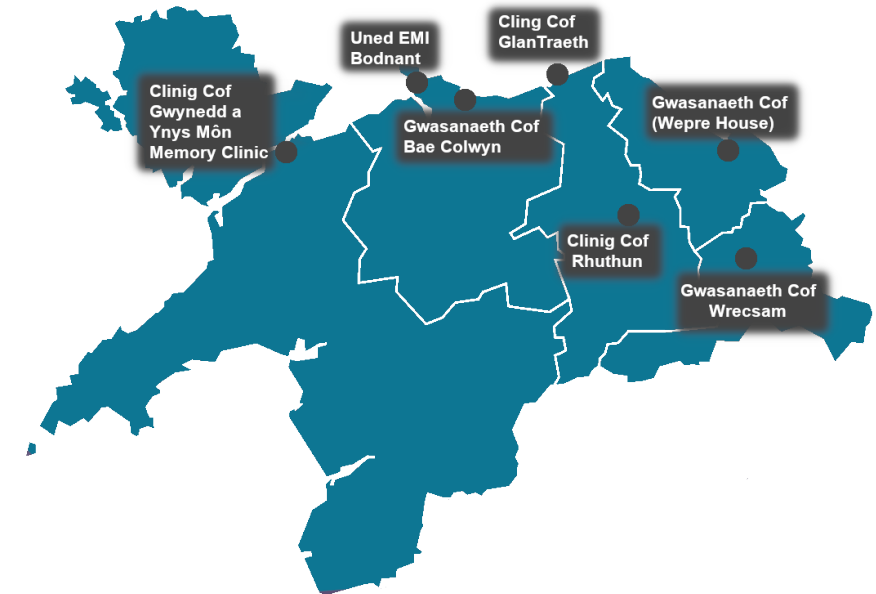 Cling Cof
GlanTraeth
Uned EMI
Bodnant
Clinig Cof
Gwynedd a
Ynys Môn
Memory Clinic
Gwasanaeth Cof
(Wepre House)
Gwasanaeth Cof
Bae Colwyn
Clinig Cof
Rhuthun
Gwasanaeth Cof
Wrecsam